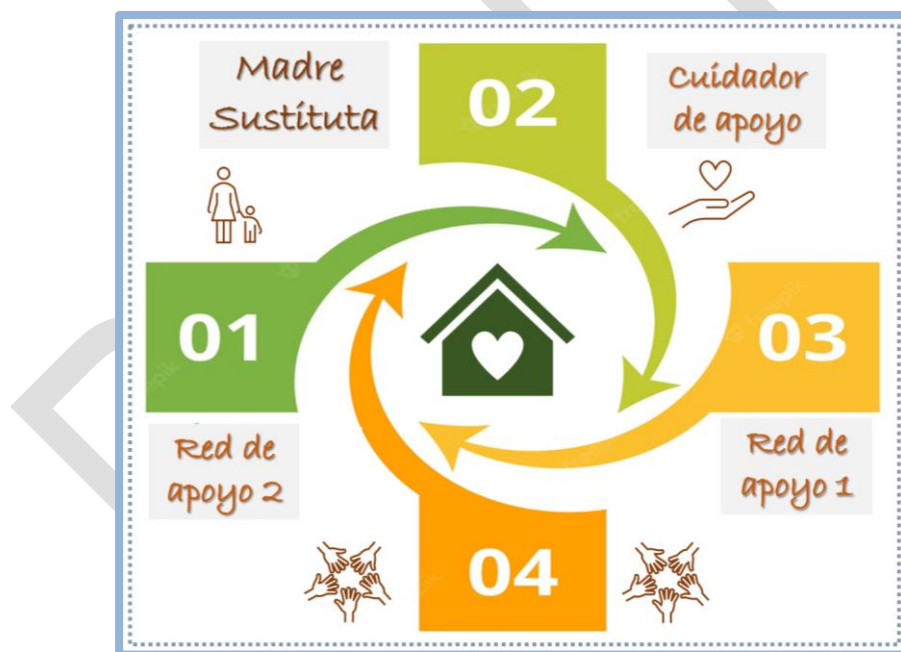 Madre
Sustituta
02
Cuidador
de apoyo
01
03
Red de
apoyo 2
Red de
apoyo 1
04